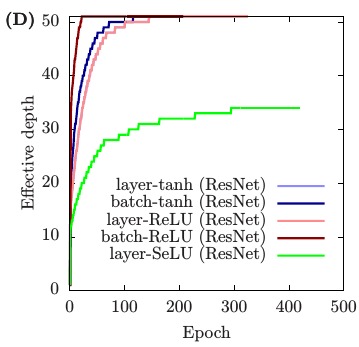 (D)
50
40
30
20
10
0
Effective depth
layer-tanh (ResNet)
batch-tanh (ResNet)
layer-ReLU (ResNet)
batch-ReLU (ResNet)
layer-SeLU (ResNet)
0 100 200 300 400 500
Epoch